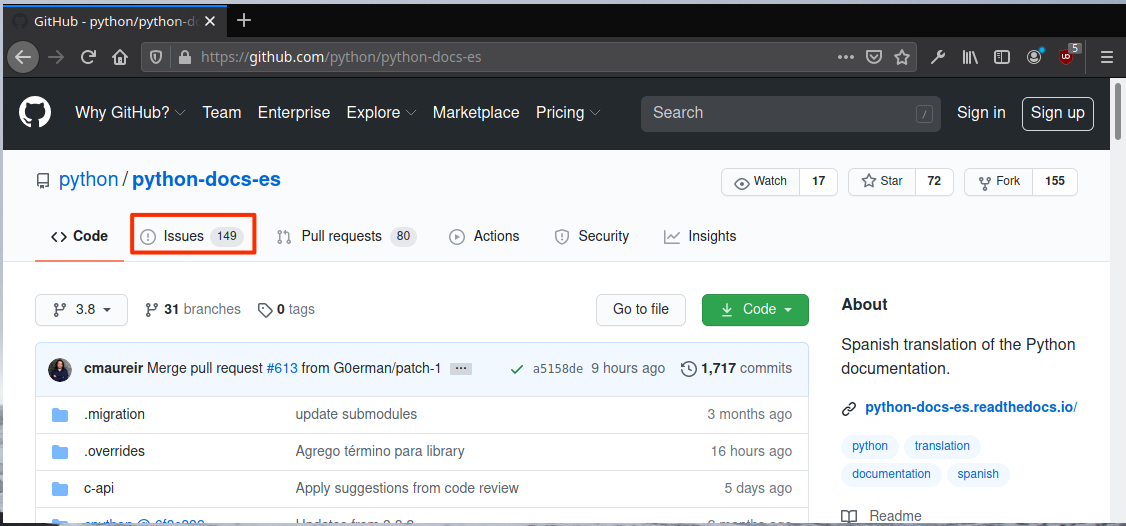 GitHub - python/python-d
https://github.com/python/python-docs-es
5
Why GitHub? Team Enterprise Explore Marketplace Pricing Search / Sign in Sign up
python / python-docs-es
Watch 17 Star 72 Fork 155
Code Issues 149 Pull requests 80 Actions Security Insights
3.8 31 branches 0 tags Go to file Code
cmaureir Merge pull request #613 from G0erman/patch-1 ... a5158de 9 hours ago 1,717 commits
.migration update submodules 3 months ago
.overrides Agrego término para library 16 hours ago
c-api Apply suggestions from code review 5 days ago
About
Spanish translation of the Python
documentation.
python-docs-es.readthedocs.io/
python translation
documentation spanish
Readme